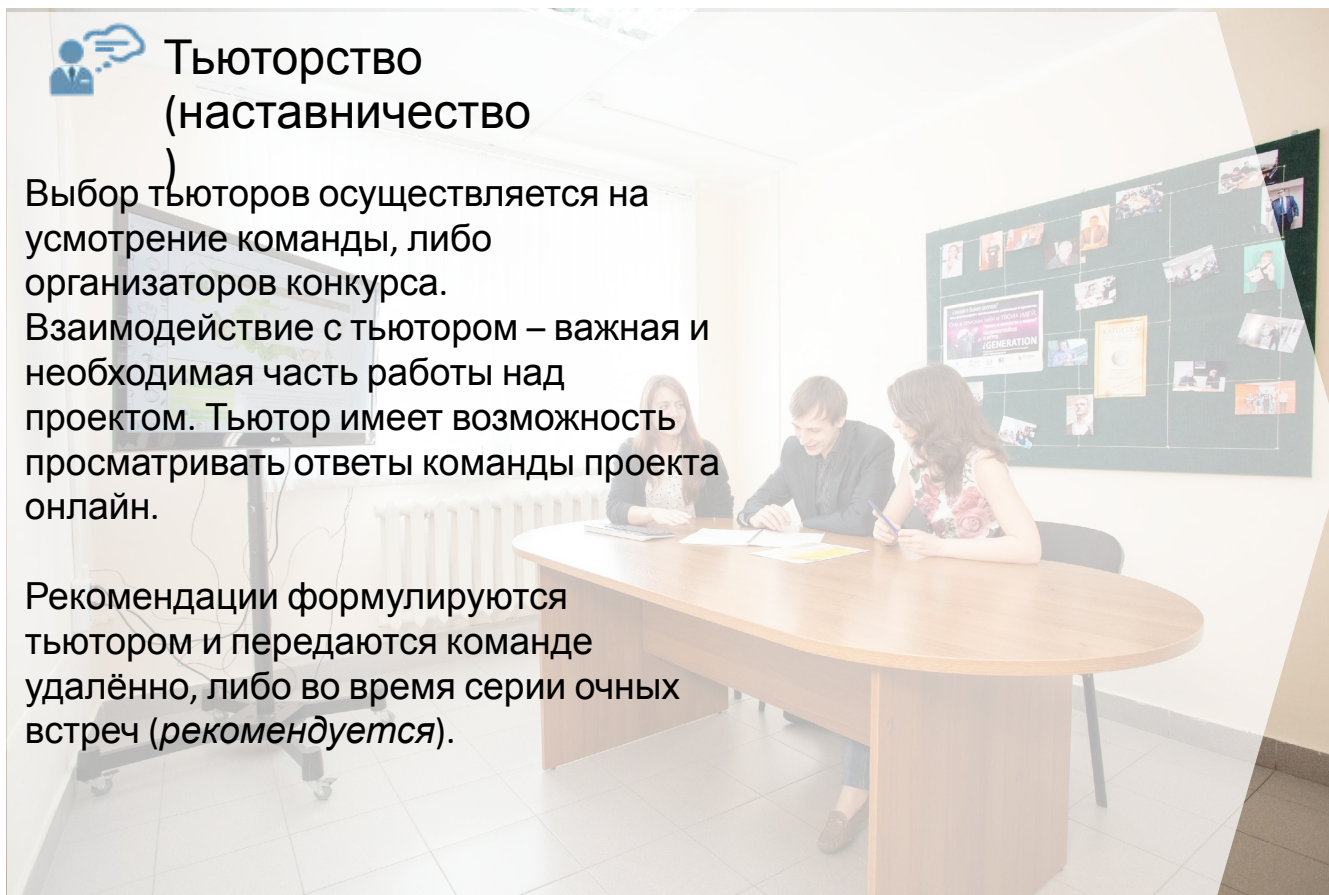 Тьюторство
(наставничество
)
Выбор тьюторов осуществляется на
усмотрение команды, либо
организаторов конкурса.
Взаимодействие с тьютором – важная и
необходимая часть работы над
проектом. Тьютор имеет возможность
просматривать ответы команды проекта
онлайн.
Рекомендации формулируются
тьютором и передаются команде
удалённо, либо во время серии очных
встреч (рекомендуется).
GENERATION